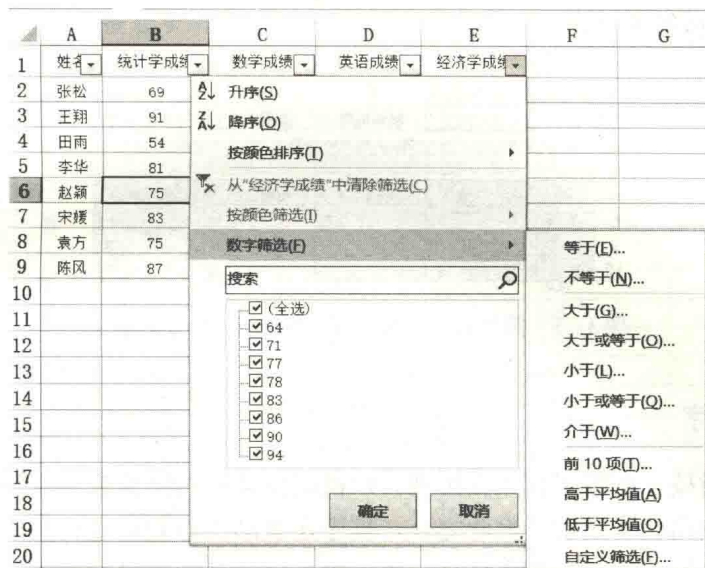 A B C D E F G
1 姓名 统计学成绩 数学成绩 英语成绩 经济学成绩
2 张松 69
3 王翔 91
4 田雨 54
5 李华 81
6 赵颖 75
7 宋媛 83
8 袁方 75
9 陈风 87
10
11
12
13
14
15
16
17
18
19
20
升序(S)
降序(O)
按颜色排序(T)
从"经济学成绩"中清除筛选(C)
按颜色筛选(I)
数字筛选(F)
搜索
(全选)
64
71
77
78
83
86
90
94
确定 取消
等于(E)...
不等于(N)...
大于(G)...
大于或等于(O)...
小于(L)...
小于或等于(Q)...
介于(W)...
前 10 项(T)...
高于平均值(A)
低于平均值(O)
自定义筛选(F)...